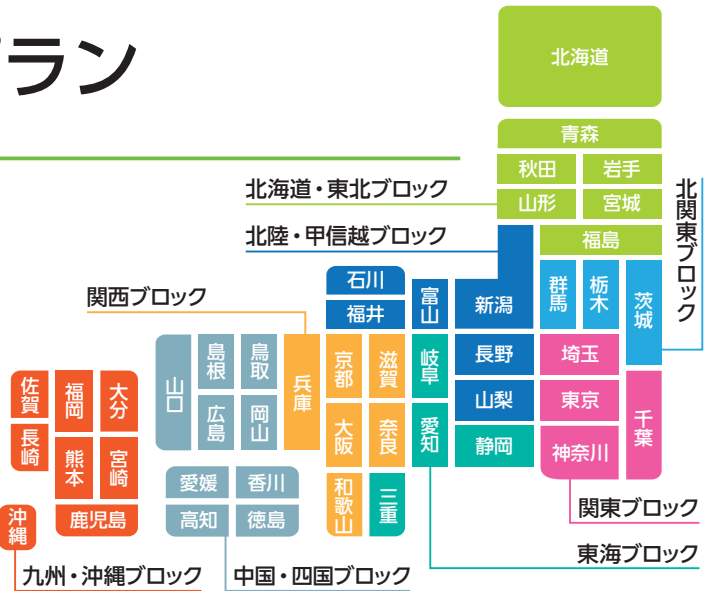 プラン
北海道
青森
秋田
岩手
北海道・東北ブロック
山形
宮城
北関東ブロック
北陸・甲信越ブロック
福島
石川
富山
新潟
群馬
栃木
茨城
関西ブロック
福井
島根
鳥取
兵庫
京都
滋賀
岐阜
長野
埼玉
山口
佐賀
福岡
大分
山梨
東京
千葉
広島
岡山
大阪
奈良
愛知
静岡
神奈川
長崎
熊本
宮崎
愛媛
香川
和歌山
三重
沖縄
鹿児島
高知
徳島
関東ブロック
東海ブロック
九州・沖縄ブロック
中国・四国ブロック